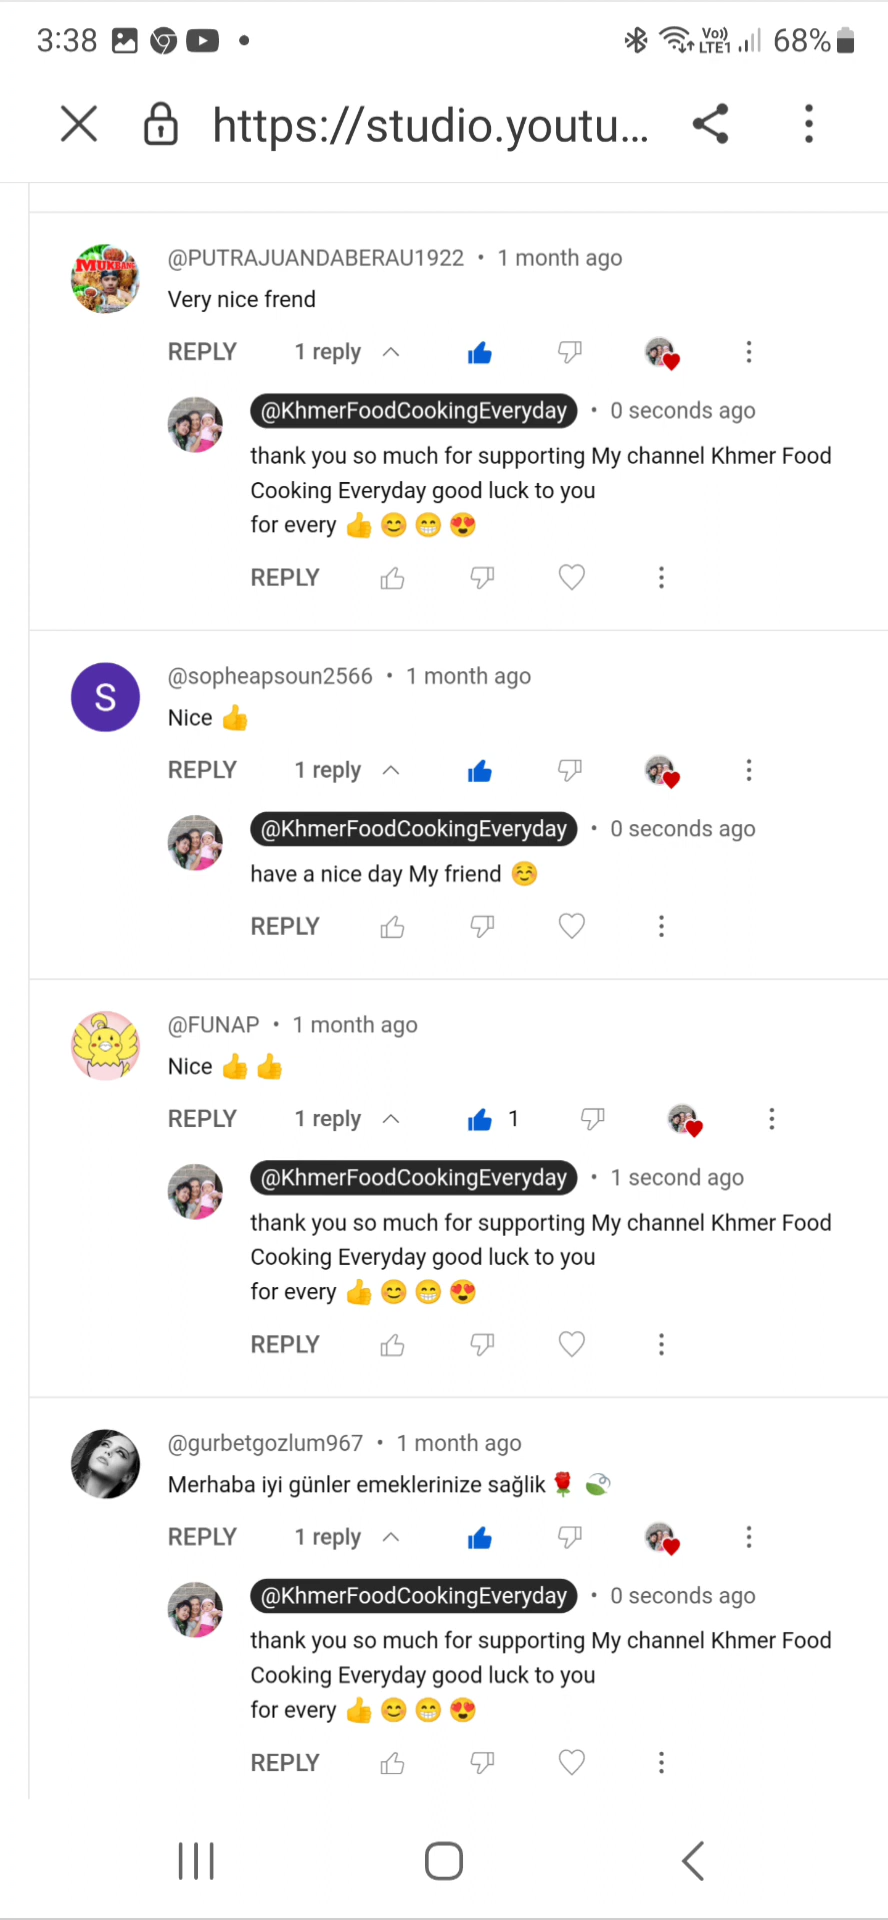 3:38 Vo)) LTE1 68%
https://studio.youtu...
MUKBANG
@PUTRAJUANDABERAU1922 • 1 month ago
Very nice frend
REPLY 1 reply
@KhmerFoodCookingEveryday • 0 seconds ago
thank you so much for supporting My channel Khmer Food
Cooking Everyday good luck to you
for every 👍 😊 😁 😍
REPLY
S
@sopheapsoun2566 • 1 month ago
Nice 👍
REPLY 1 reply
@KhmerFoodCookingEveryday • 0 seconds ago
have a nice day My friend ☺️
REPLY
@FUNAP • 1 month ago
Nice 👍 👍
REPLY 1 reply 1
@KhmerFoodCookingEveryday • 1 second ago
thank you so much for supporting My channel Khmer Food
Cooking Everyday good luck to you
for every 👍 😊 😁 😍
REPLY
@gurbetgozlum967 • 1 month ago
Merhaba iyi günler emeklerinize sağlik 🌹 🍃
REPLY 1 reply
@KhmerFoodCookingEveryday • 0 seconds ago
thank you so much for supporting My channel Khmer Food
Cooking Everyday good luck to you
for every 👍 😊 😁 😍
REPLY